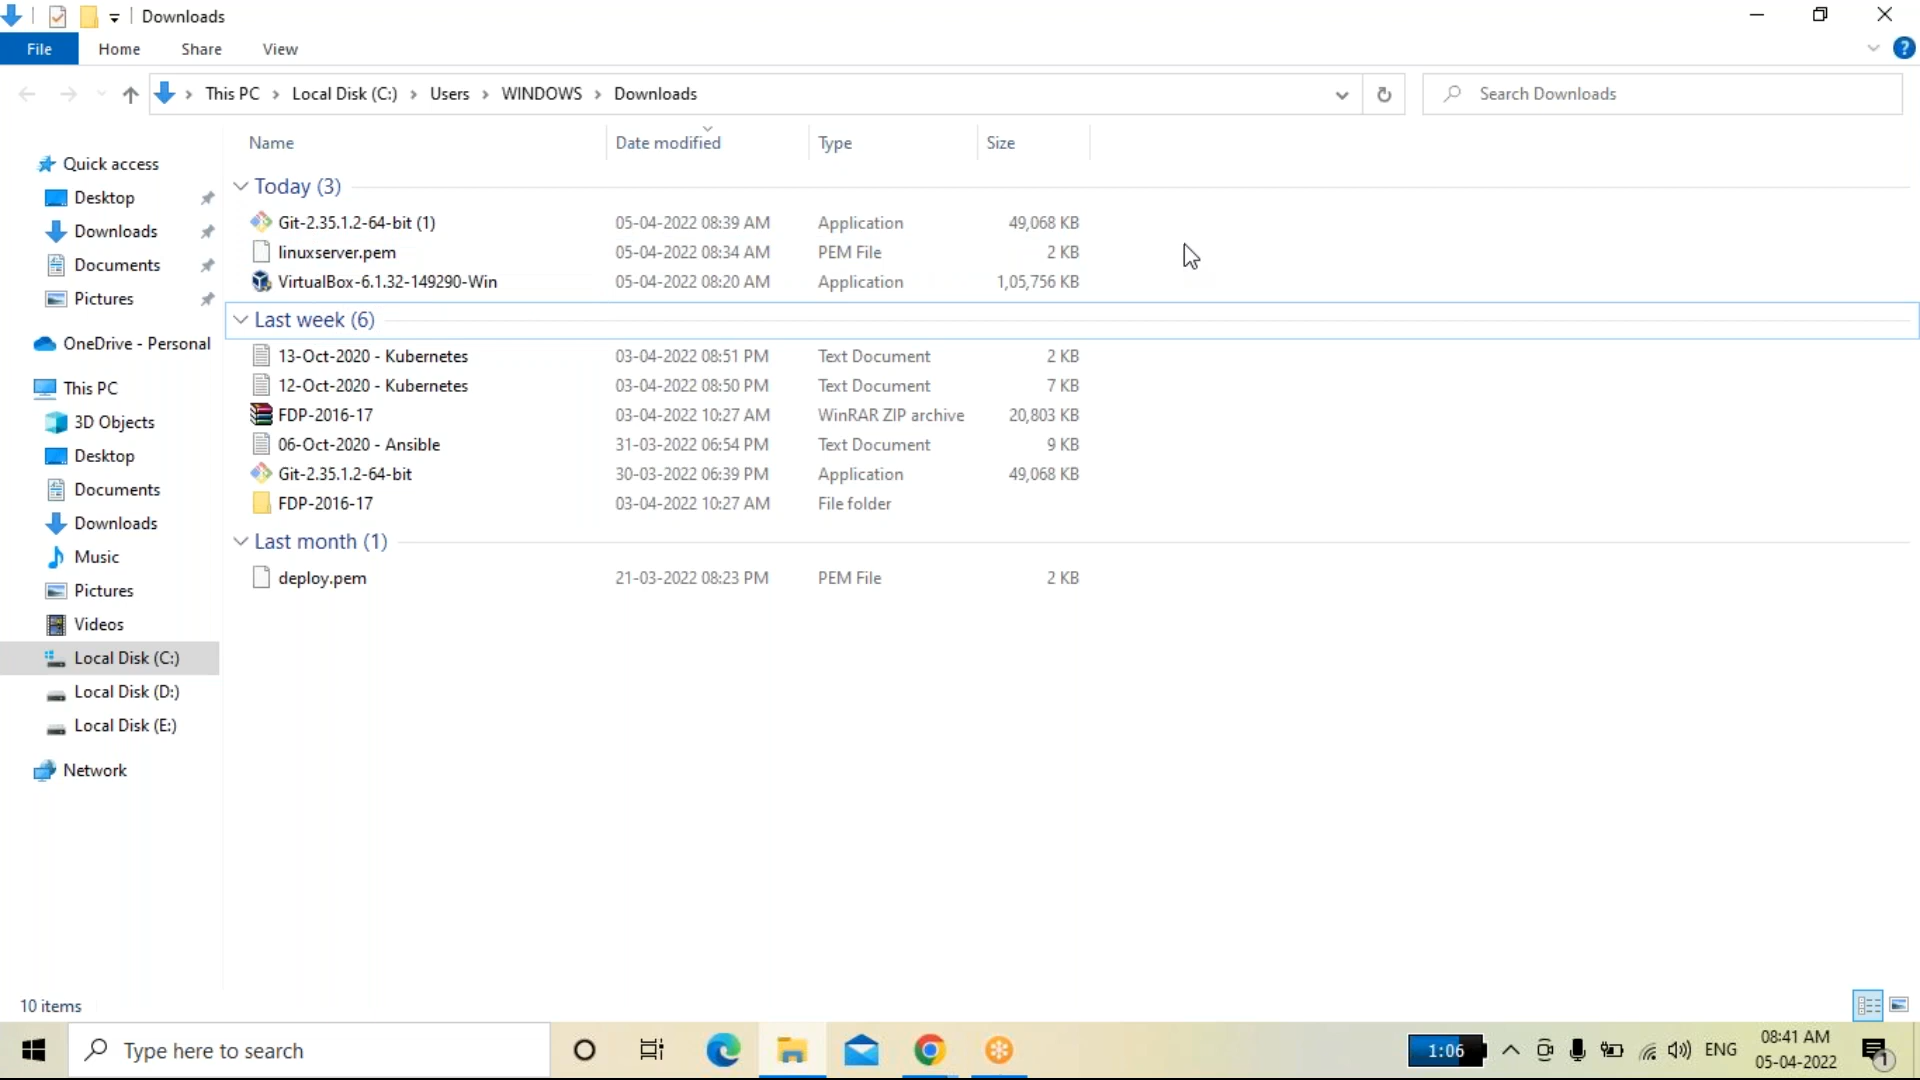 Downloads
File Home Share View ?
This PC Local Disk (C:) Users WINDOWS Downloads Search Downloads
Name Date modified Type Size
Quick access
Desktop
Downloads
Documents
Pictures
OneDrive - Personal
This PC
3D Objects
Desktop
Documents
Downloads
Music
Pictures
Videos
Local Disk (C:)
Local Disk (D:)
Local Disk (E:)
Network
Today (3)
Git-2.35.1.2-64-bit (1) 05-04-2022 08:39 AM Application 49,068 KB
linuxserver.pem 05-04-2022 08:34 AM PEM File 2 KB
VirtualBox-6.1.32-149290-Win 05-04-2022 08:20 AM Application 1,05,756 KB
Last week (6)
13-Oct-2020 - Kubernetes 03-04-2022 08:51 PM Text Document 2 KB
12-Oct-2020 - Kubernetes 03-04-2022 08:50 PM Text Document 7 KB
FDP-2016-17 03-04-2022 10:27 AM WinRAR ZIP archive 20,803 KB
06-Oct-2020 - Ansible 31-03-2022 06:54 PM Text Document 9 KB
Git-2.35.1.2-64-bit 30-03-2022 06:39 PM Application 49,068 KB
FDP-2016-17 03-04-2022 10:27 AM File folder
Last month (1)
deploy.pem 21-03-2022 08:23 PM PEM File 2 KB
10 items
Type here to search
1:06
ENG
08:41 AM
05-04-2022
1